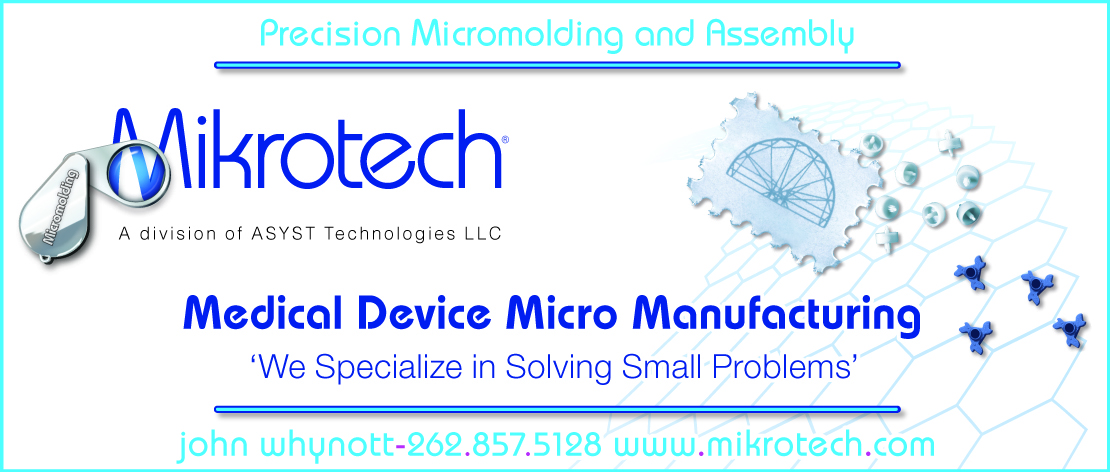 Precision Micromolding and Assembly
Mikrotech®
Micromolding
A division of ASYST Technologies LLC
Medical Device Micro Manufacturing
‘We Specialize in Solving Small Problems’
john whynott-262.857.5128 www.mikrotech.com